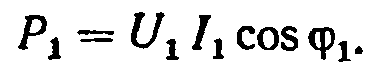 P₁ = U₁ I₁ cos φ₁.